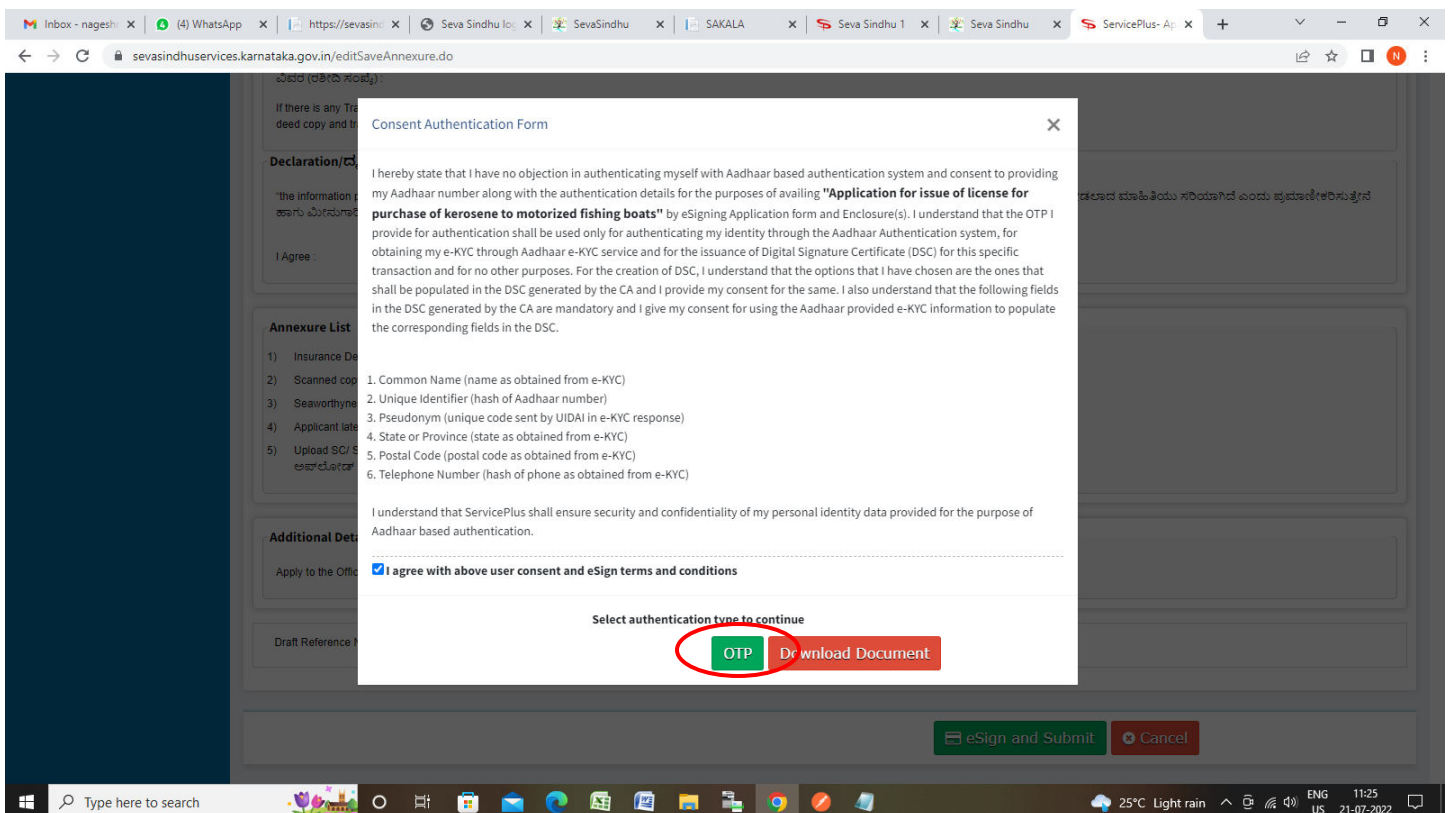 Inbox - nagesh
(4) WhatsApp
https://sevasind
Seva Sindhu log
SevaSindhu
SAKALA
Seva Sindhu 1
Seva Sindhu
ServicePlus- Ap
sevasindhuservices.karnataka.gov.in/editSaveAnnexure.do
N
ವಿವರ (ರಶೀದಿ ಸಂಖ್ಯೆ) :
If there is any Tra
deed copy and tr
Consent Authentication Form
Declaration/ದೃ
I hereby state that I have no objection in authenticating myself with Aadhaar based authentication system and consent to providing
my Aadhaar number along with the authentication details for the purposes of availing "Application for issue of license for
purchase of kerosene to motorized fishing boats" by eSigning Application form and Enclosure(s). I understand that the OTP I
provide for authentication shall be used only for authenticating my identity through the Aadhaar Authentication system, for
obtaining my e-KYC through Aadhaar e-KYC service and for the issuance of Digital Signature Certificate (DSC) for this specific
transaction and for no other purposes. For the creation of DSC, I understand that the options that I have chosen are the ones that
shall be populated in the DSC generated by the CA and I provide my consent for the same. I also understand that the following fields
in the DSC generated by the CA are mandatory and I give my consent for using the Aadhaar provided e-KYC information to populate
the corresponding fields in the DSC.
"the information p
ಡಲಾದ ಮಾಹಿತಿಯು ಸರಿಯಾಗಿದೆ ಎಂದು ಪ್ರಮಾಣೀಕರಿಸುತ್ತೇನೆ
ಹಾಗು ಮೀನುಗಾರಿ
I Agree :
Annexure List
1) Insurance De
2) Scanned cop
3) Seaworthyne
4) Applicant late
5) Upload SC/ S
ಅಪ್‌ಲೋಡ್
1. Common Name (name as obtained from e-KYC)
2. Unique Identifier (hash of Aadhaar number)
3. Pseudonym (unique code sent by UIDAI in e-KYC response)
4. State or Province (state as obtained from e-KYC)
5. Postal Code (postal code as obtained from e-KYC)
6. Telephone Number (hash of phone as obtained from e-KYC)
I understand that ServicePlus shall ensure security and confidentiality of my personal identity data provided for the purpose of
Aadhaar based authentication.
Additional Deta
Apply to the Offic
I agree with above user consent and eSign terms and conditions
Select authentication type to continue
Draft Reference N
OTP Download Document
eSign and Submit Cancel
Type here to search
25°C Light rain
ENG
US
11:25
21-07-2022